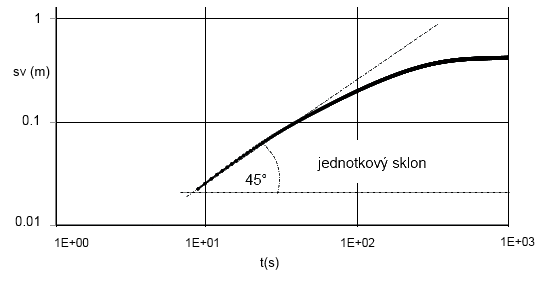 1
sv (m)
0.1
jednotkový sklon
45°
0.01
1E+00
1E+01
1E+02
1E+03
t(s)